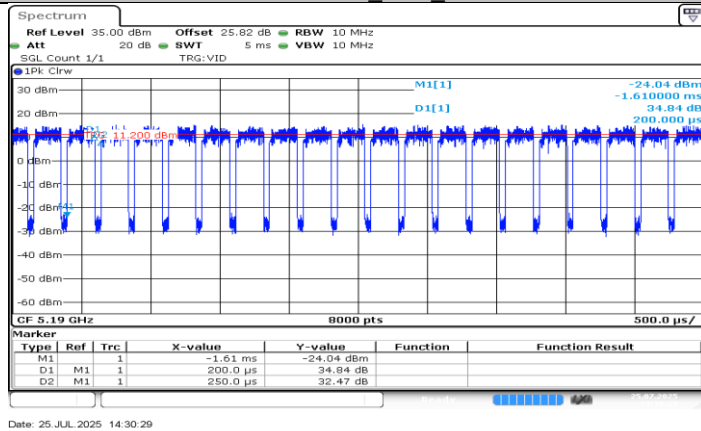 Spectrum
Ref Level 35.00 dBm Offset 25.82 dB RBW 10 MHz
Att 20 dB SWT 5 ms VBW 10 MHz
SGL Count 1/1 TRG:VID
1Pk Clrw
M1[1] -24.04 dBm
-1.610000 ms
D1[1] 34.84 dB
200.000 µs
30 dBm
20 dBm
TRG 11.200 dBm
0 dBm
-10 dBm
-20 dBm
M1
-30 dBm
-40 dBm
-50 dBm
-60 dBm
CF 5.19 GHz 8000 pts 500.0 µs/
Marker
Type Ref Trc X-value Y-value Function Function Result
M1 1 -1.61 ms -24.04 dBm
D1 M1 1 200.0 µs 34.84 dB
D2 M1 1 250.0 µs 32.47 dB
Ready 25.07.2025
Date: 25.JUL.2025 14:30:29